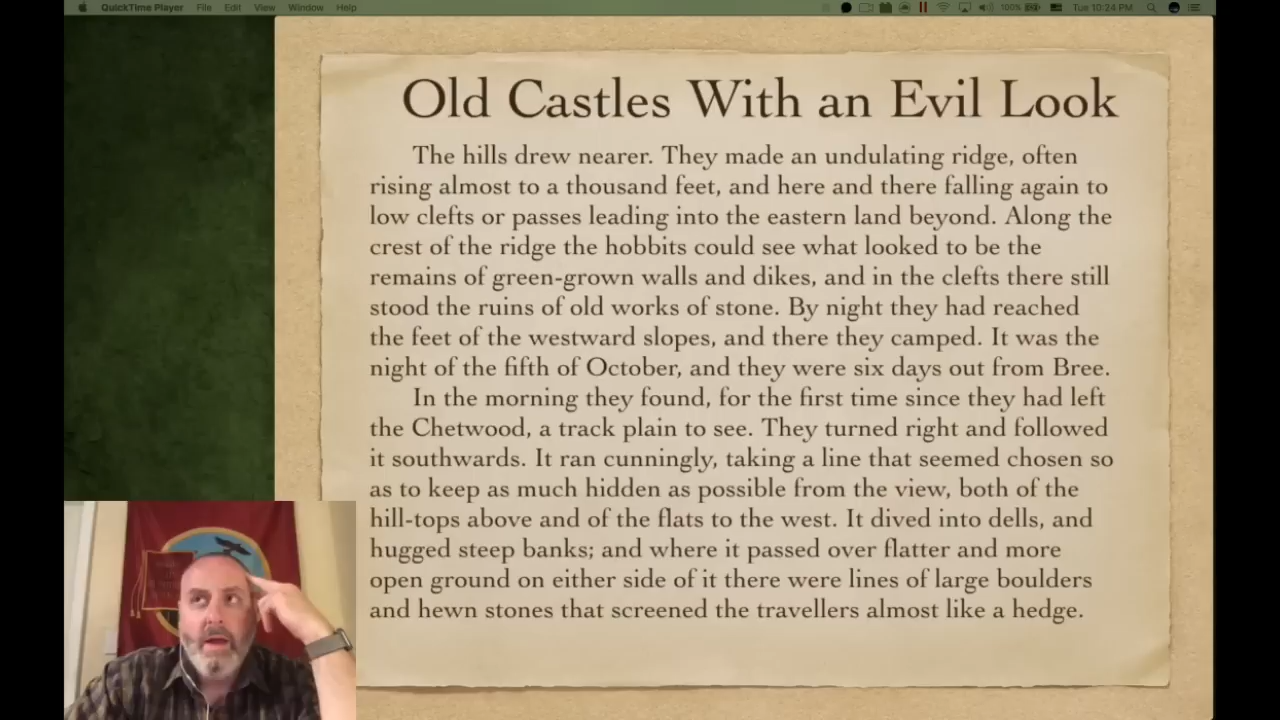 QuickTime Player File Edit View Window Help 100% Tue 10:24 PM
Old Castles With an Evil Look
The hills drew nearer. They made an undulating ridge, often
rising almost to a thousand feet, and here and there falling again to
low clefts or passes leading into the eastern land beyond. Along the
crest of the ridge the hobbits could see what looked to be the
remains of green-grown walls and dikes, and in the clefts there still
stood the ruins of old works of stone. By night they had reached
the feet of the westward slopes, and there they camped. It was the
night of the fifth of October, and they were six days out from Bree.
In the morning they found, for the first time since they had left
the Chetwood, a track plain to see. They turned right and followed
it southwards. It ran cunningly, taking a line that seemed chosen so
as to keep as much hidden as possible from the view, both of the
hill-tops above and of the flats to the west. It dived into dells, and
hugged steep banks; and where it passed over flatter and more
open ground on either side of it there were lines of large boulders
and hewn stones that screened the travellers almost like a hedge.